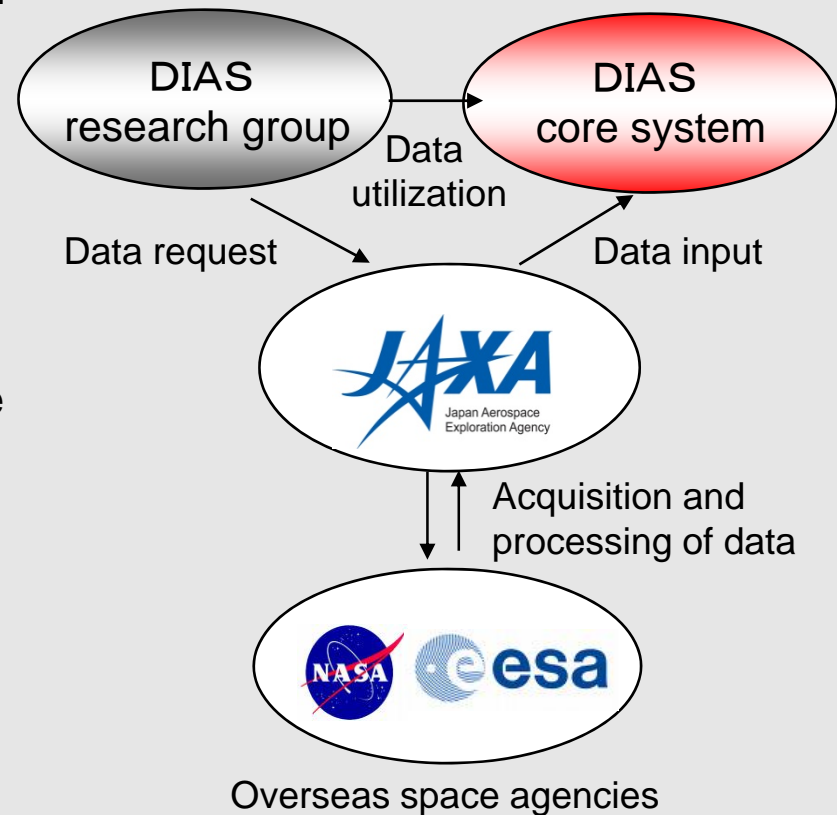 DIAS
research group
DIAS
core system
Data
utilization
Data request
Data input
JAXA
Japan Aerospace
Exploration Agency
e
Acquisition and
processing of data
NASA
esa
Overseas space agencies